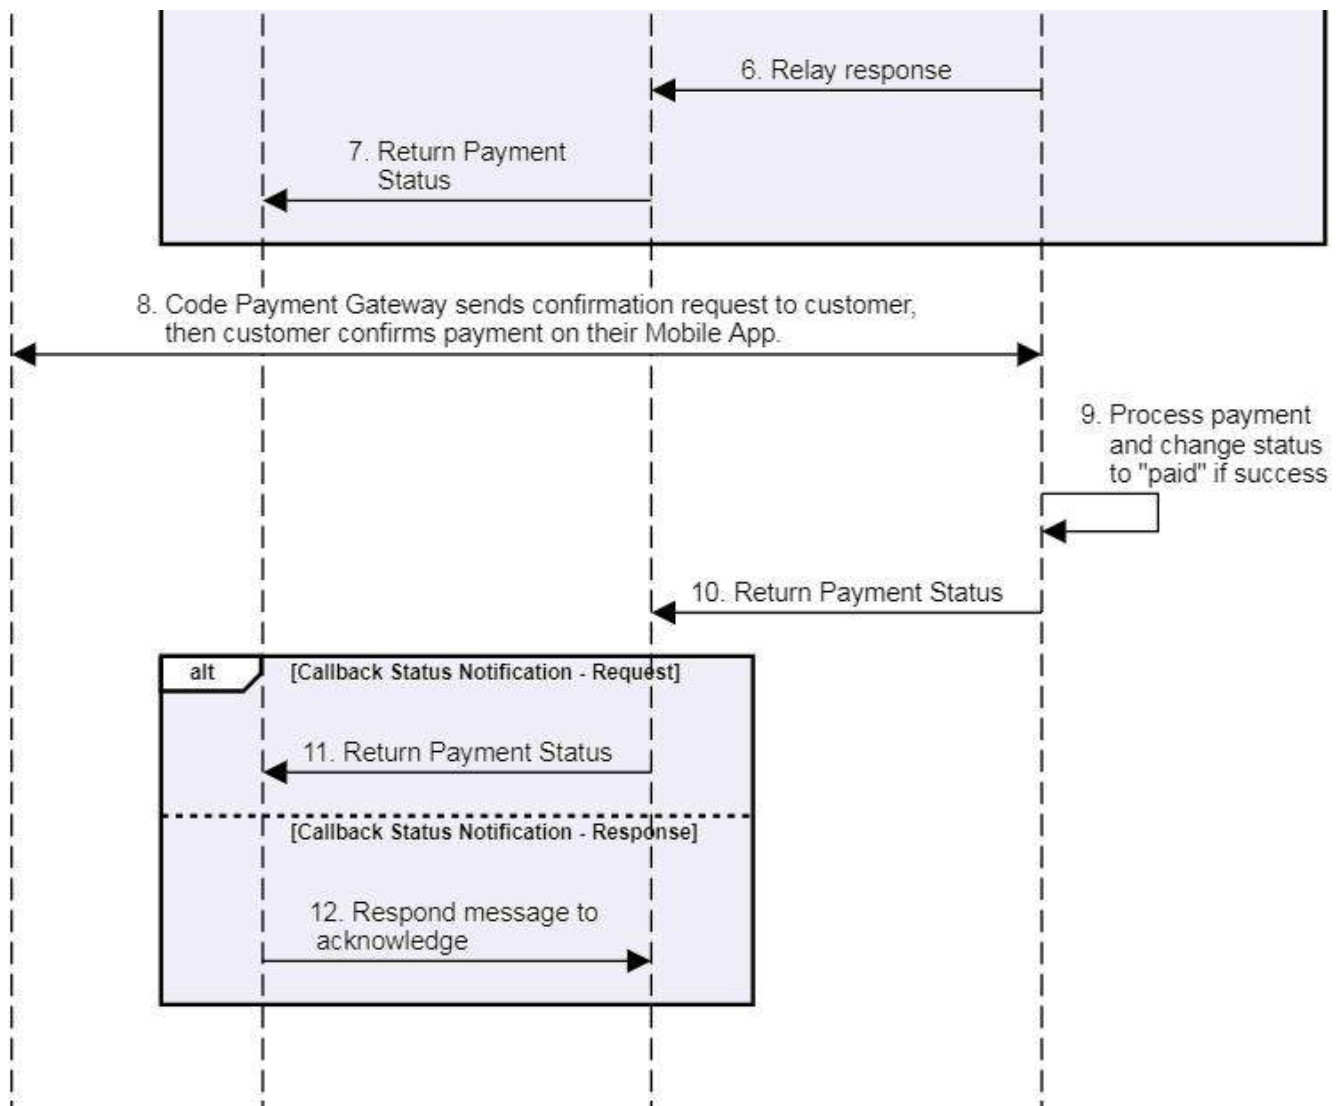 6. Relay response
7. Return Payment
Status
8. Code Payment Gateway sends confirmation request to customer,
then customer confirms payment on their Mobile App.
9. Process payment
and change status
to "paid" if success
10. Return Payment Status
alt
[Callback Status Notification - Request]
11. Return Payment Status
[Callback Status Notification - Response]
12. Respond message to
acknowledge